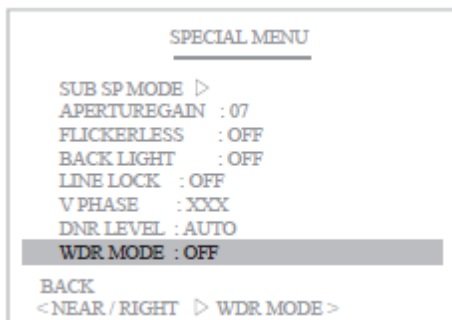 SPECIAL MENU
SUB SP MODE ▷
APERTUREGAIN : 07
FLICKERLESS : OFF
BACK LIGHT : OFF
LINE LOCK : OFF
V PHASE : XXX
DNR LEVEL : AUTO
WDR MODE : OFF
BACK
< NEAR / RIGHT ▷ WDR MODE >